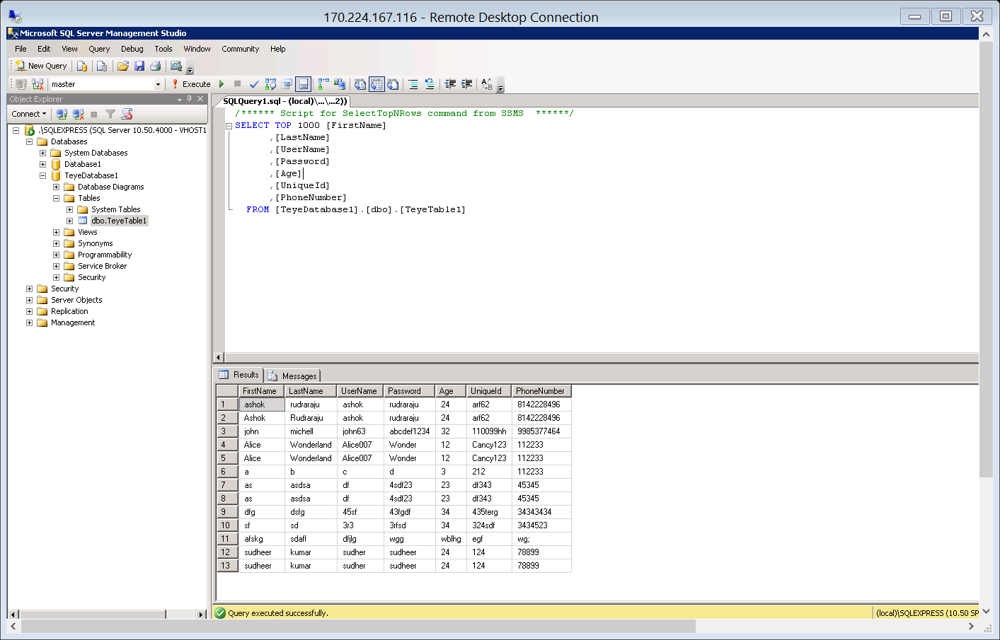 170.224.167.116 - Remote Desktop Connection
Microsoft SQL Server Management Studio
File Edit View Query Debug Tools Window Community Help
New Query
master Execute
Object Explorer
Connect
.\SQLEXPRESS (SQL Server 10.50.4000 - VHOST1
Databases
System Databases
Database1
TeyeDatabase1
Database Diagrams
Tables
System Tables
dbo.TeyeTable1
Views
Synonyms
Programmability
Service Broker
Security
Security
Server Objects
Replication
Management
SQLQuery1.sql - (local)\...\...2))
/****** Script for SelectTopNRows command from SSMS  ******/
SELECT TOP 1000 [FirstName]
,[LastName]
,[UserName]
,[Password]
,[Age]
,[UniqueId]
,[PhoneNumber]
FROM [TeyeDatabase1].[dbo].[TeyeTable1]
Results Messages
FirstName LastName UserName Password Age UniqueId PhoneNumber
1 ashok rudraraju ashok rudraraju 24 arf62 8142228496
2 Ashok Rudraraju ashok rudraraju 24 arf62 8142228496
3 john michell john63 abcdef1234 32 110099hh 9985377464
4 Alice Wonderland Alice007 Wonder 12 Cancy123 112233
5 Alice Wonderland Alice007 Wonder 12 Cancy123 112233
6 a b c d 3 212 112233
7 as asdsa df 4sdf23 23 df343 45345
8 as asdsa df 4sdf23 23 df343 45345
9 dfg dsfg 45sf 43fgdf 34 435terg 34343434
10 sf sd 3r3 3rfsd 34 324sdf 3434523
11 afskg sdafl dfjlg wgg wblhg egf wg;
12 sudheer kumar sudher sudheer 24 124 78899
13 sudheer kumar sudher sudheer 24 124 78899
Query executed successfully. (local)\SQLEXPRESS (10.50 SP